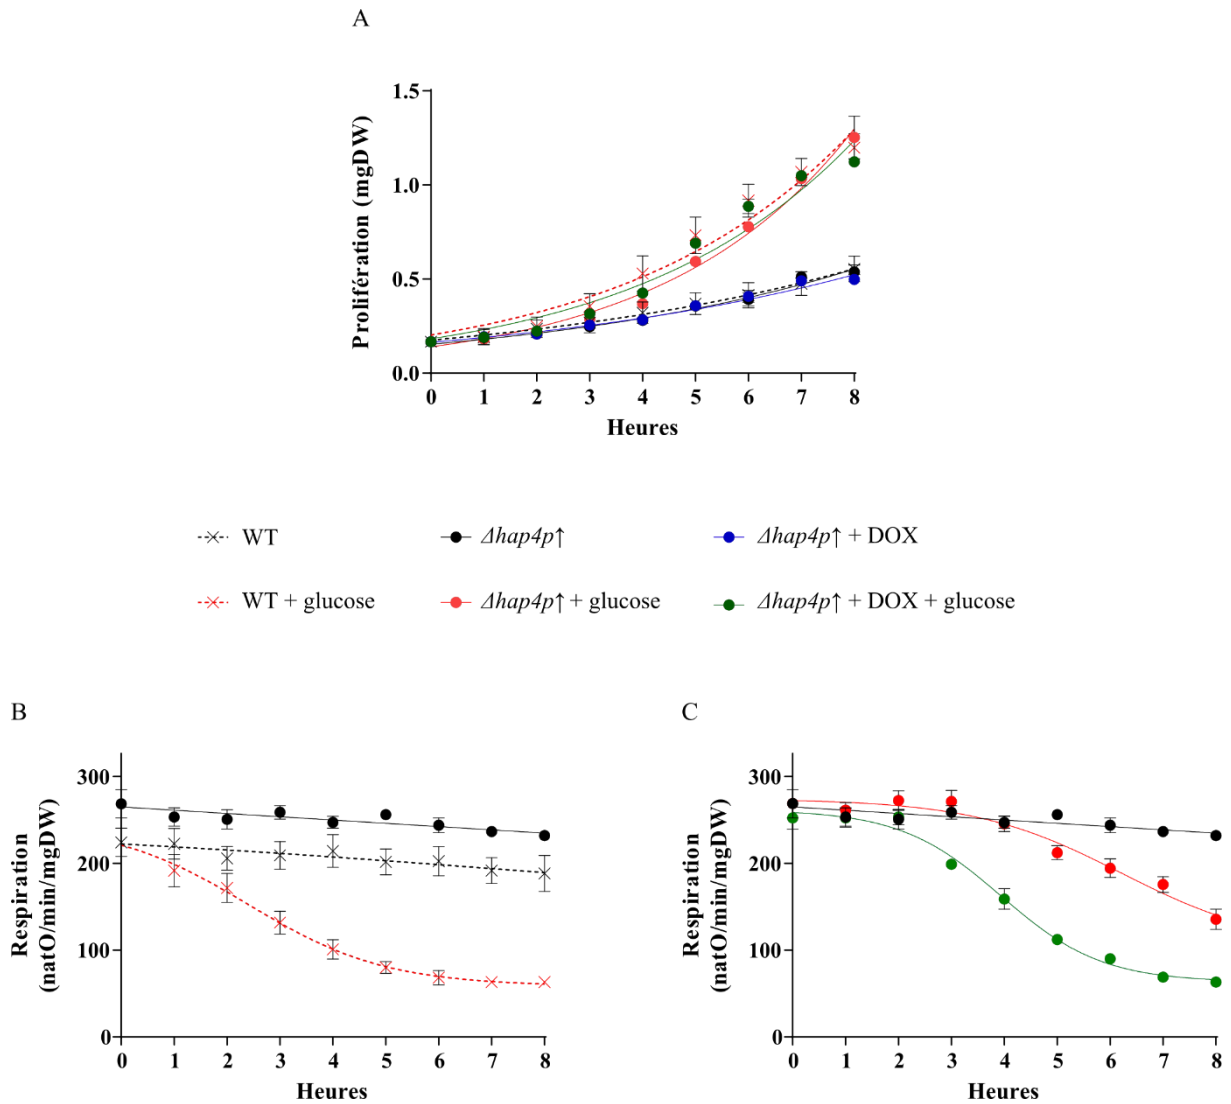 A
Prolifération (mgDW)
1.5
1.0
0.5
0.0
0 1 2 3 4 5 6 7 8
Heures
WT
Δhap4p↑
Δhap4p↑ + DOX
WT + glucose
Δhap4p↑ + glucose
Δhap4p↑ + DOX + glucose
B
Respiration
(natO/min/mgDW)
300
200
100
0
0 1 2 3 4 5 6 7 8
Heures
C
Respiration
(natO/min/mgDW)
300
200
100
0
0 1 2 3 4 5 6 7 8
Heures